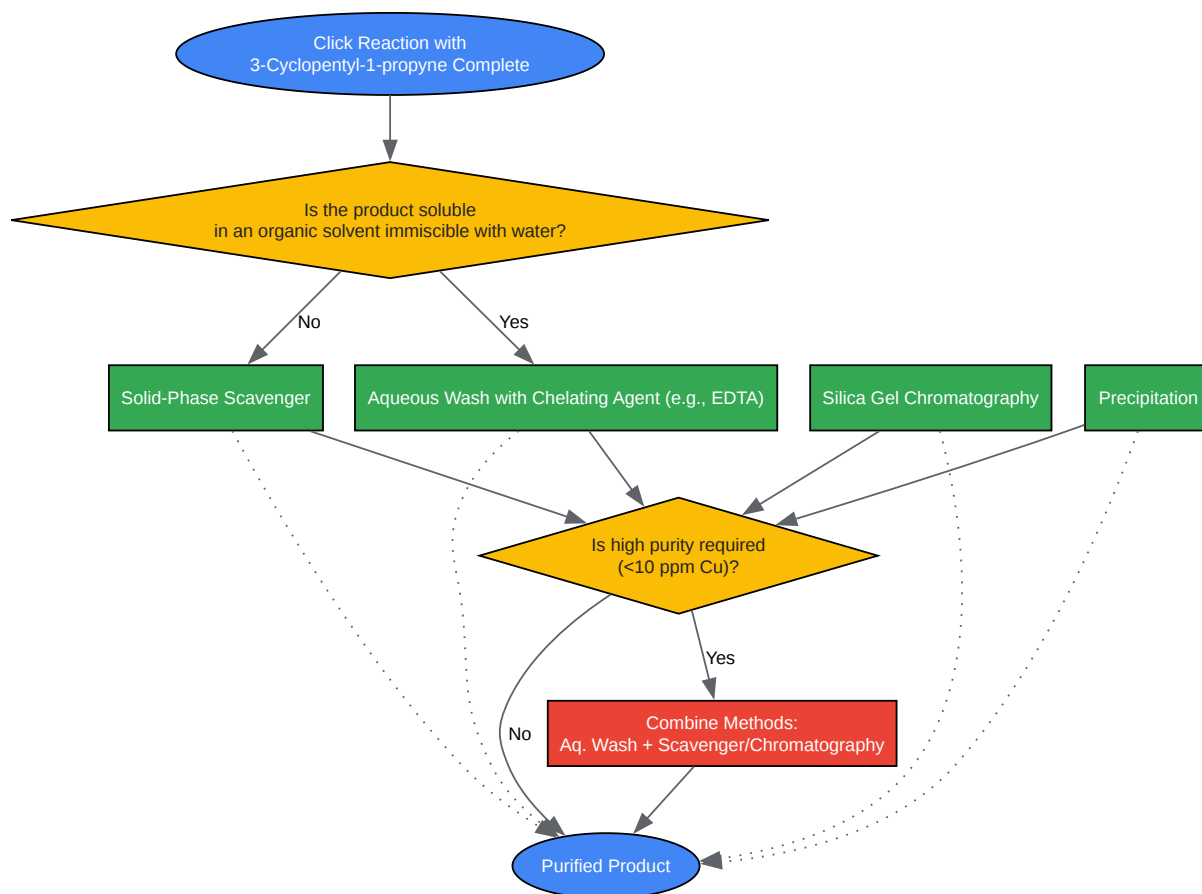 Click Reaction with
3-Cyclopentyl-1-propyne Complete
Is the product soluble
in an organic solvent immiscible with water?
No
Yes
Solid-Phase Scavenger
Aqueous Wash with Chelating Agent (e.g., EDTA)
Silica Gel Chromatography
Precipitation
Is high purity required
(<10 ppm Cu)?
Yes
No
Combine Methods:
Aq. Wash + Scavenger/Chromatography
Purified Product